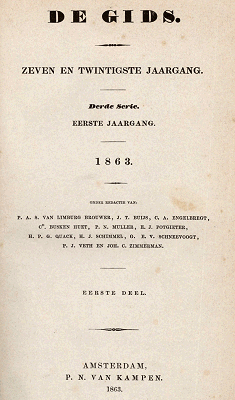 DE GIDS.
ZEVEN EN TWINTIGSTE JAARGANG.
Derde Serie.
EERSTE JAARGANG.
1863.
ONDER REDACTIE VAN:
P. A. S. VAN LIMBURG BROUWER, J. T. BUIJS, C. A. ENGELBREGT,
Cᴰ. BUSKEN HUET, P. N. MULLER, E. J. POTGIETER,
H. P. G. QUACK, H. J. SCHIMMEL, G. E. V. SCHNEEVOOGT,
P. J. VETH EN JOH. C. ZIMMERMAN.
EERSTE DEEL.
AMSTERDAM,
P. N. VAN KAMPEN.
1863.